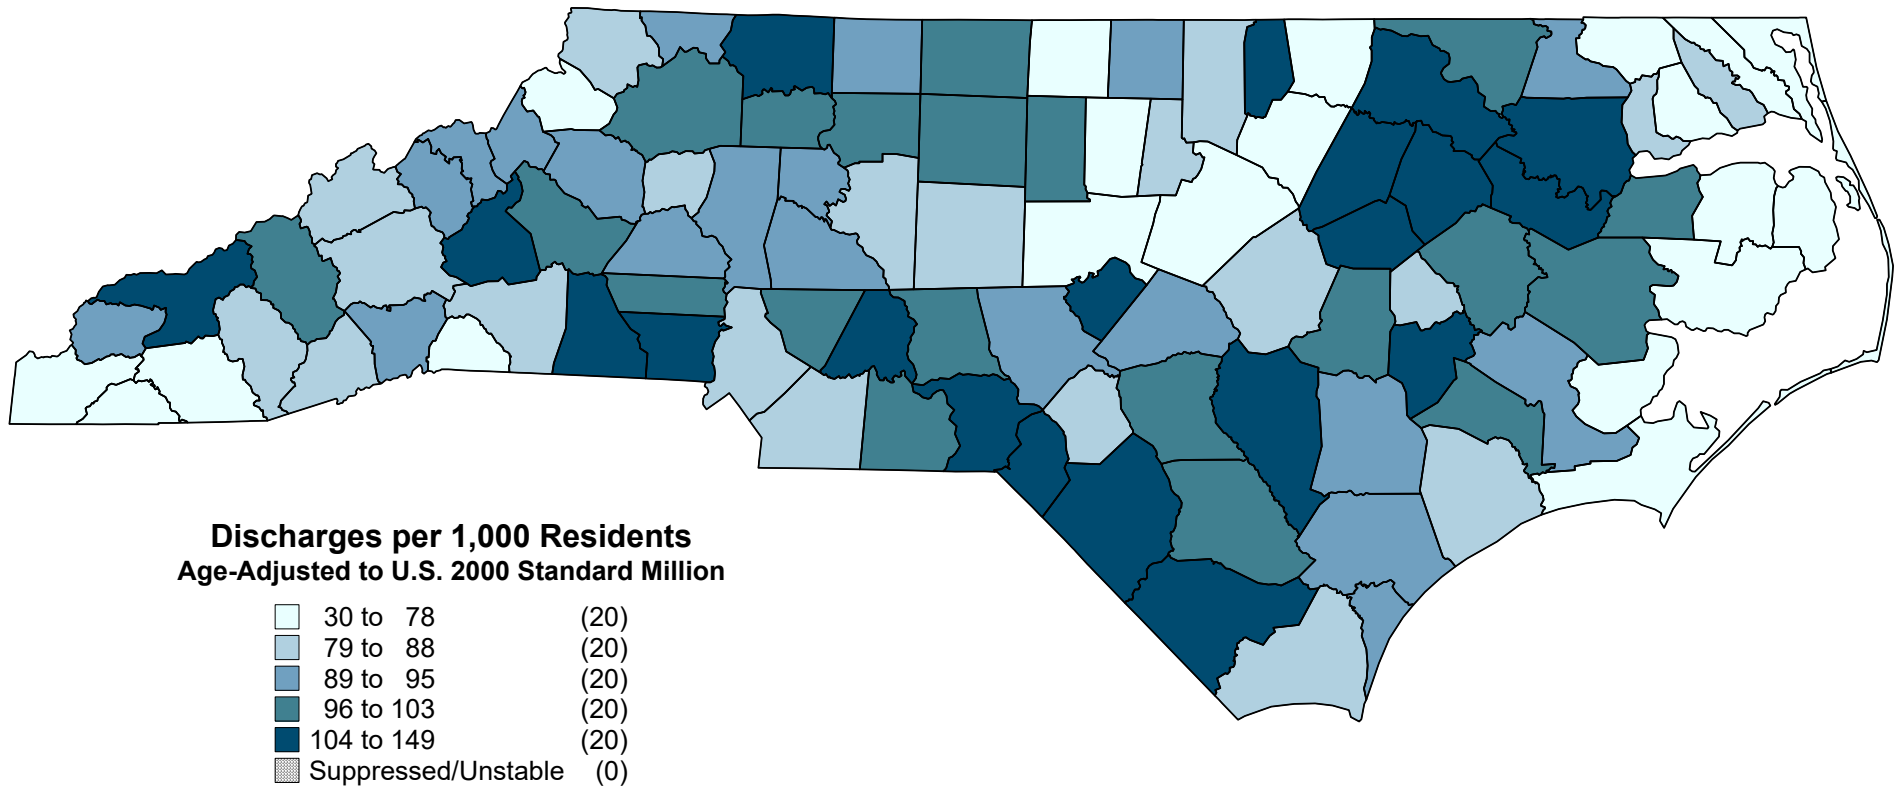 Discharges per 1,000 Residents
Age-Adjusted to U.S. 2000 Standard Million
30 to 78 (20)
79 to 88 (20)
89 to 95 (20)
96 to 103 (20)
104 to 149 (20)
Suppressed/Unstable (0)